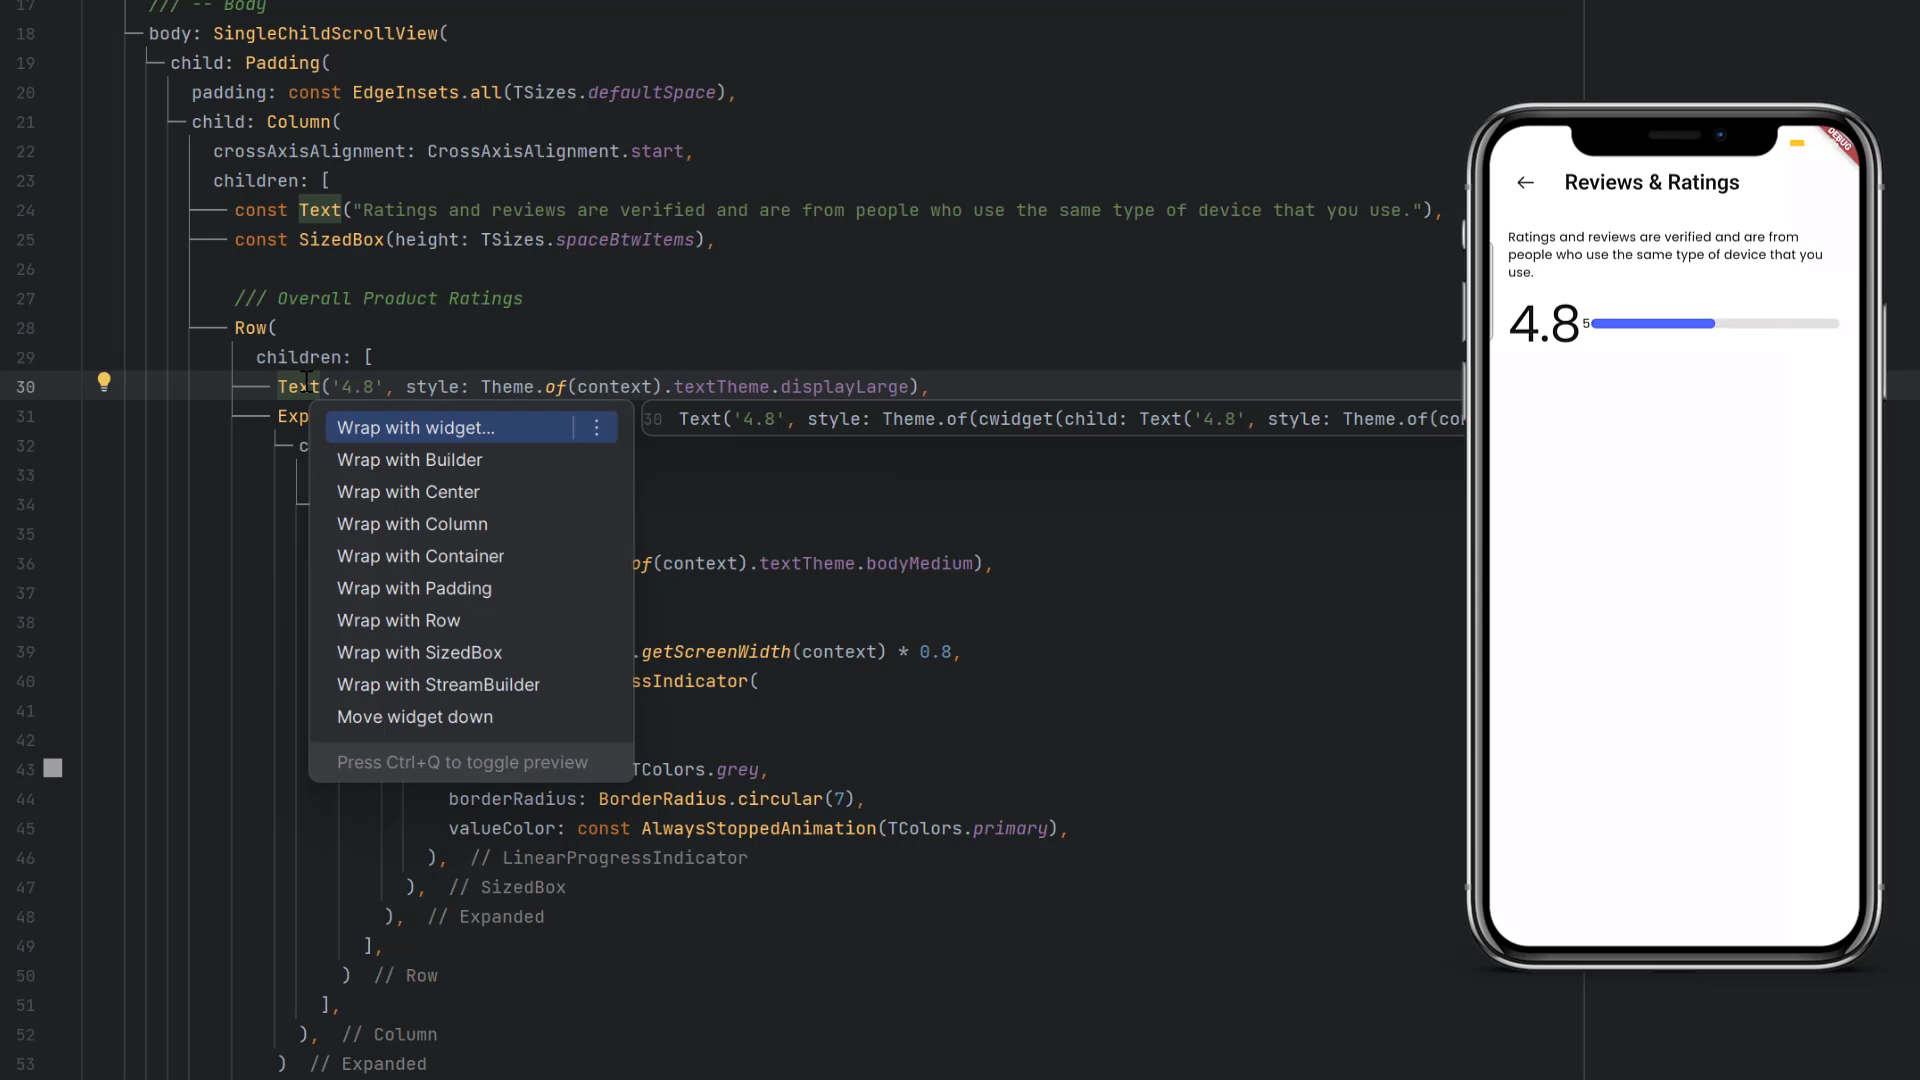 17 /// -- Body
18 body: SingleChildScrollView(
19 child: Padding(
20 padding: const EdgeInsets.all(TSizes.defaultSpace),
21 child: Column(
22 crossAxisAlignment: CrossAxisAlignment.start,
23 children: [
24 const Text("Ratings and reviews are verified and are from people who use the same type of device that you use."),
25 const SizedBox(height: TSizes.spaceBtwItems),
26
27 /// Overall Product Ratings
28 Row(
29 children: [
30 Text('4.8', style: Theme.of(context).textTheme.displayLarge),
31 Exp
30 Text('4.8', style: Theme.of(cwidget(child: Text('4.8', style: Theme.of(con
Wrap with widget...
32 c
Wrap with Builder
33
Wrap with Center
34
Wrap with Column
35
Wrap with Container
36 of(context).textTheme.bodyMedium),
37
Wrap with Padding
38
Wrap with Row
39 .getScreenWidth(context) * 0.8,
Wrap with SizedBox
40 ssIndicator(
Wrap with StreamBuilder
41
Move widget down
42
Press Ctrl+Q to toggle preview
43 TColors.grey,
44 borderRadius: BorderRadius.circular(7),
45 valueColor: const AlwaysStoppedAnimation(TColors.primary),
46 ), // LinearProgressIndicator
47 ), // SizedBox
48 ), // Expanded
49 ],
50 ) // Row
51 ],
52 ), // Column
53 ) // Expanded
DEBUG
Reviews & Ratings
Ratings and reviews are verified and are from
people who use the same type of device that you
use.
4.8 5